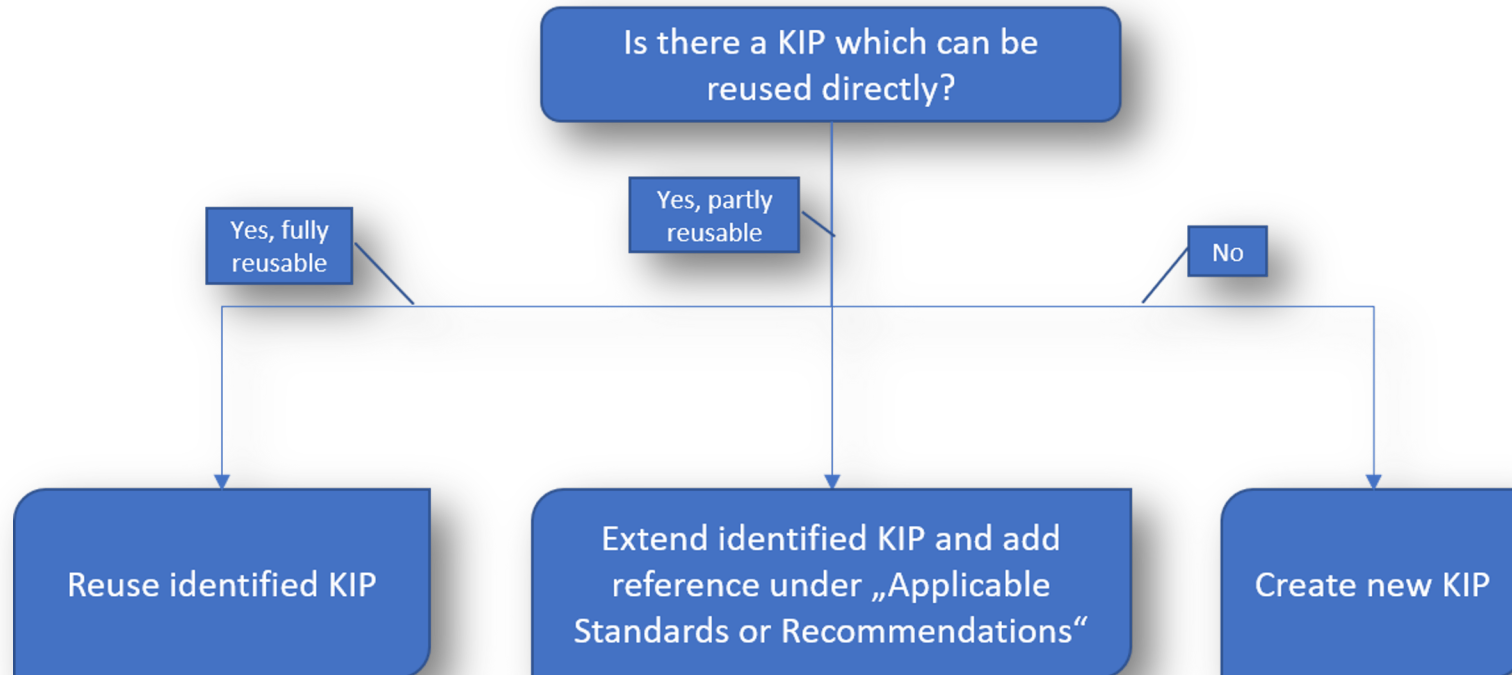 Is there a KIP which can be
reused directly?
Yes, partly
reusable
Yes, fully
reusable
No
Reuse identified KIP
Extend identified KIP and add
reference under „Applicable
Standards or Recommendations“
Create new KIP